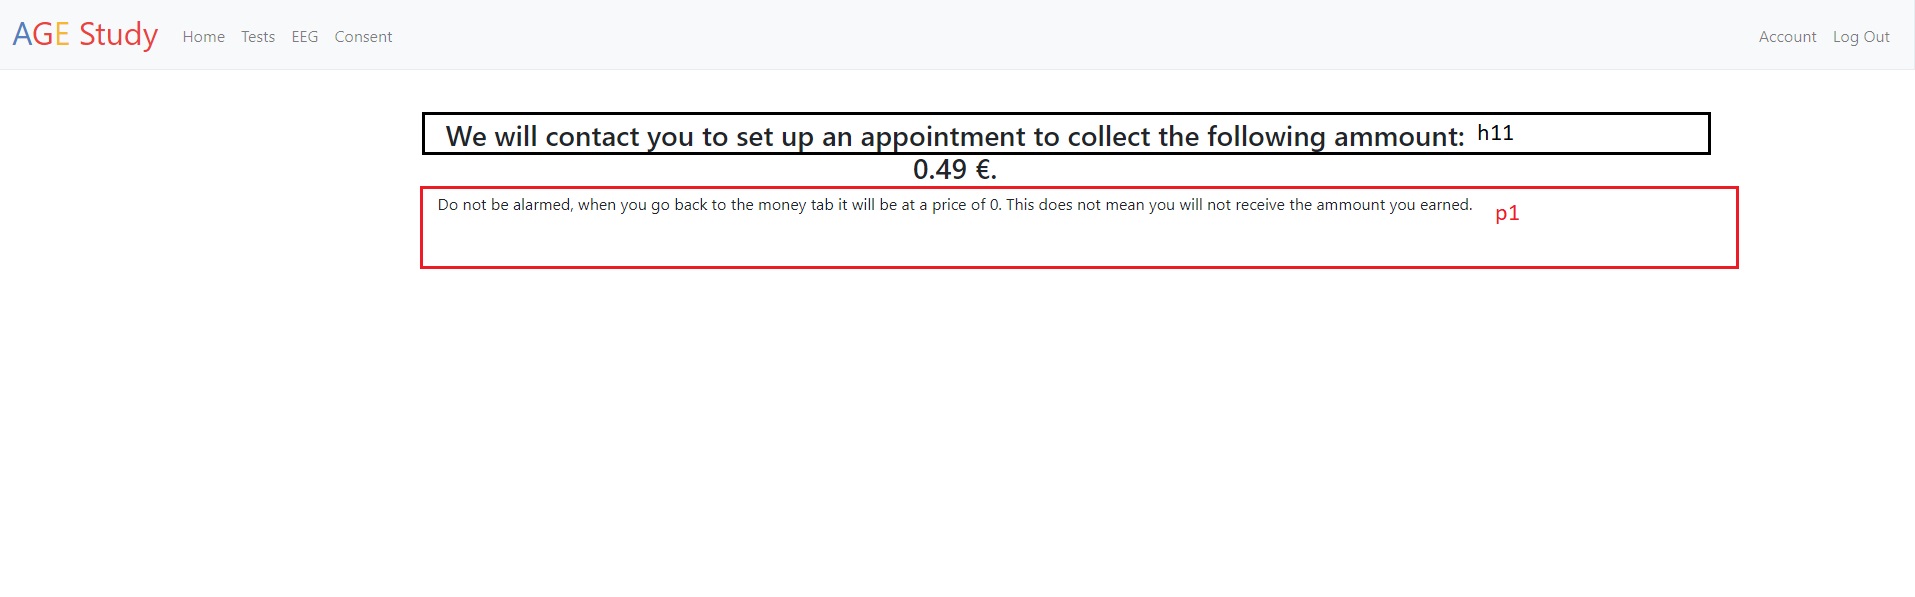 AGE Study Home Tests EEG Consent Account Log Out
We will contact you to set up an appointment to collect the following ammount: h11
0.49 €.
Do not be alarmed, when you go back to the money tab it will be at a price of 0. This does not mean you will not receive the ammount you earned. p1